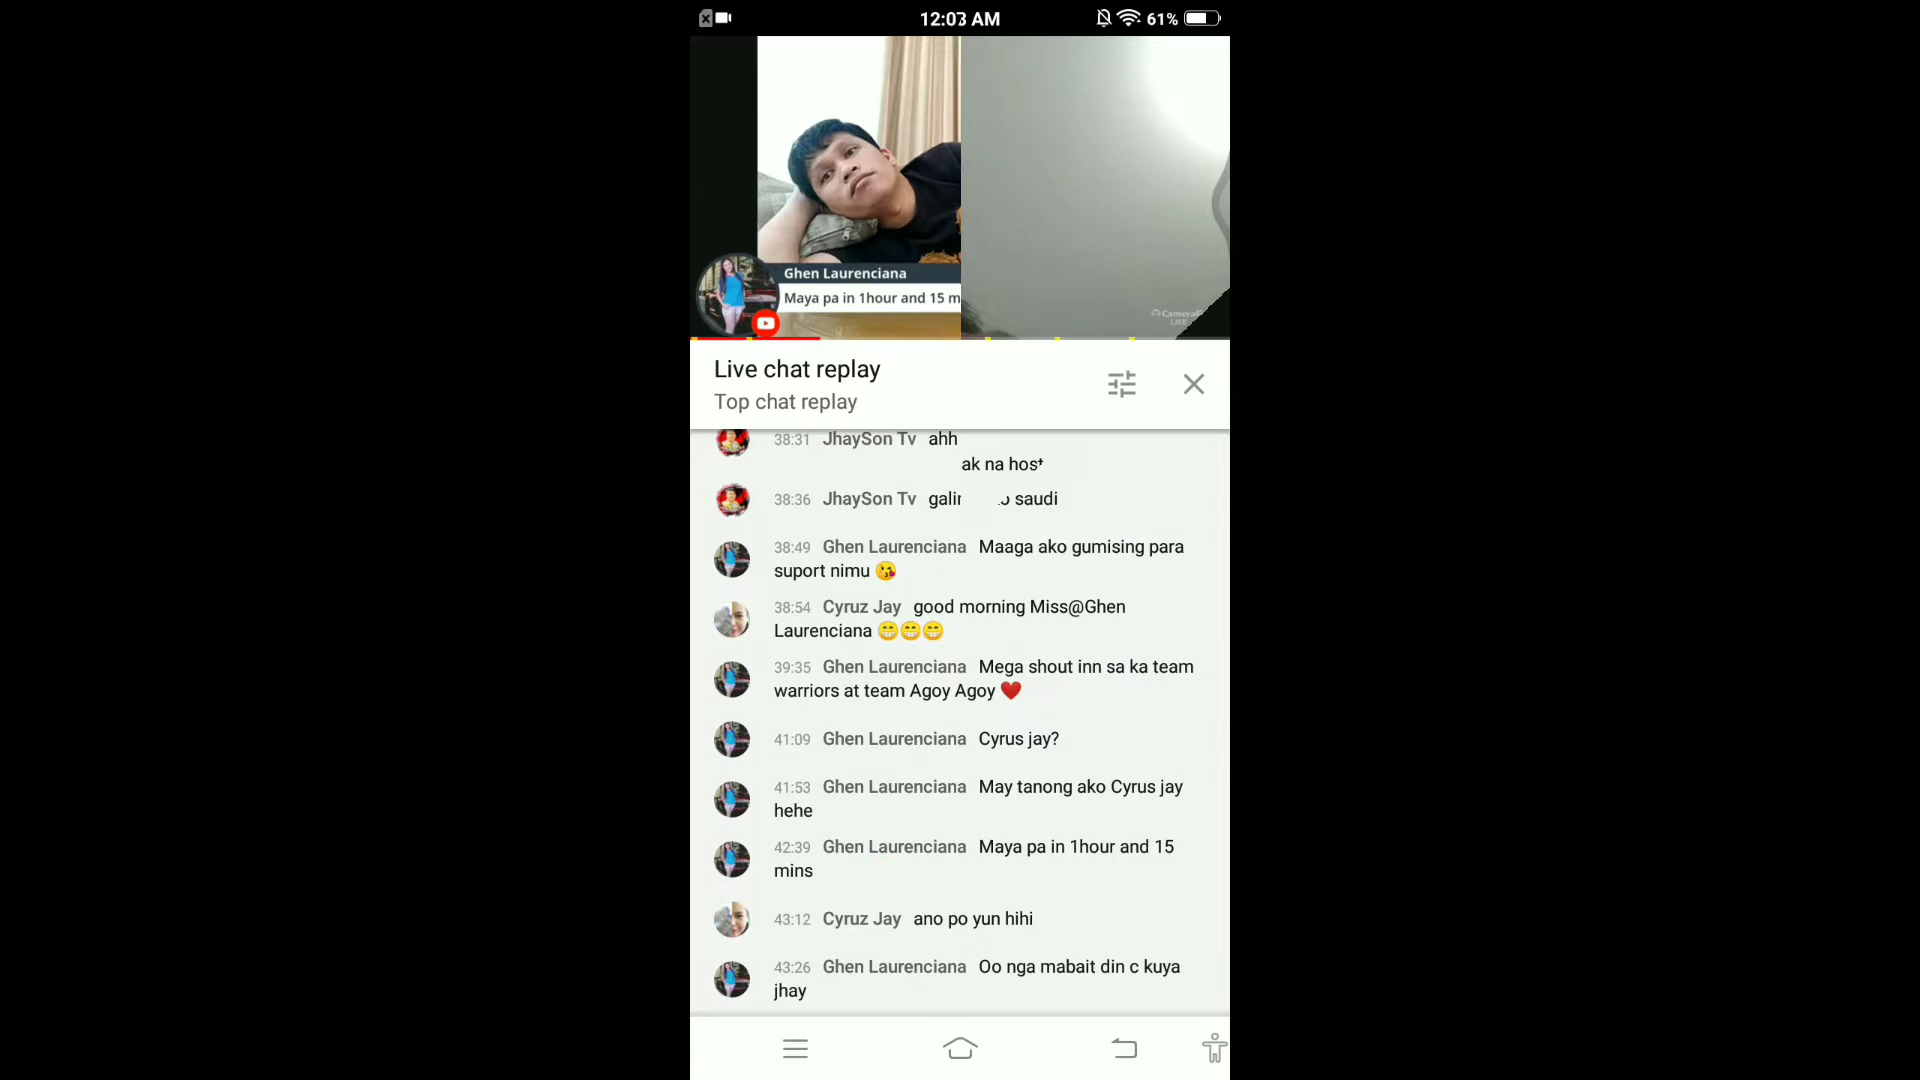 12:03 AM
61%
Ghen Laurenciana
Maya pa in 1hour and 15 m
LIVE
Live chat replay
Top chat replay
38:31 JhaySon Tv ahh
ak na host
38:36 JhaySon Tv saudi
38:49 Ghen Laurenciana Maaga ako gumising para
suport nimu 😘
38:54 Cyruz Jay good morning Miss@Ghen
Laurenciana 😁😁😁
39:35 Ghen Laurenciana Mega shout inn sa ka team
warriors at team Agoy Agoy ❤️
41:09 Ghen Laurenciana Cyrus jay?
41:53 Ghen Laurenciana May tanong ako Cyrus jay
hehe
42:39 Ghen Laurenciana Maya pa in 1hour and 15
mins
43:12 Cyruz Jay ano po yun hihi
43:26 Ghen Laurenciana Oo nga mabait din c kuya
jhay